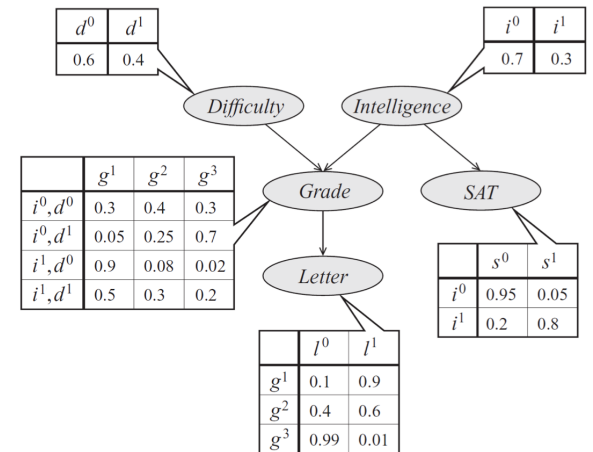 d⁰ d¹
0.6 0.4
i⁰ i¹
0.7 0.3
Difficulty
Intelligence
g¹ g² g³
i⁰,d⁰ 0.3 0.4 0.3
i⁰,d¹ 0.05 0.25 0.7
i¹,d⁰ 0.9 0.08 0.02
i¹,d¹ 0.5 0.3 0.2
Grade
SAT
Letter
s⁰ s¹
i⁰ 0.95 0.05
i¹ 0.2 0.8
l⁰ l¹
g¹ 0.1 0.9
g² 0.4 0.6
g³ 0.99 0.01